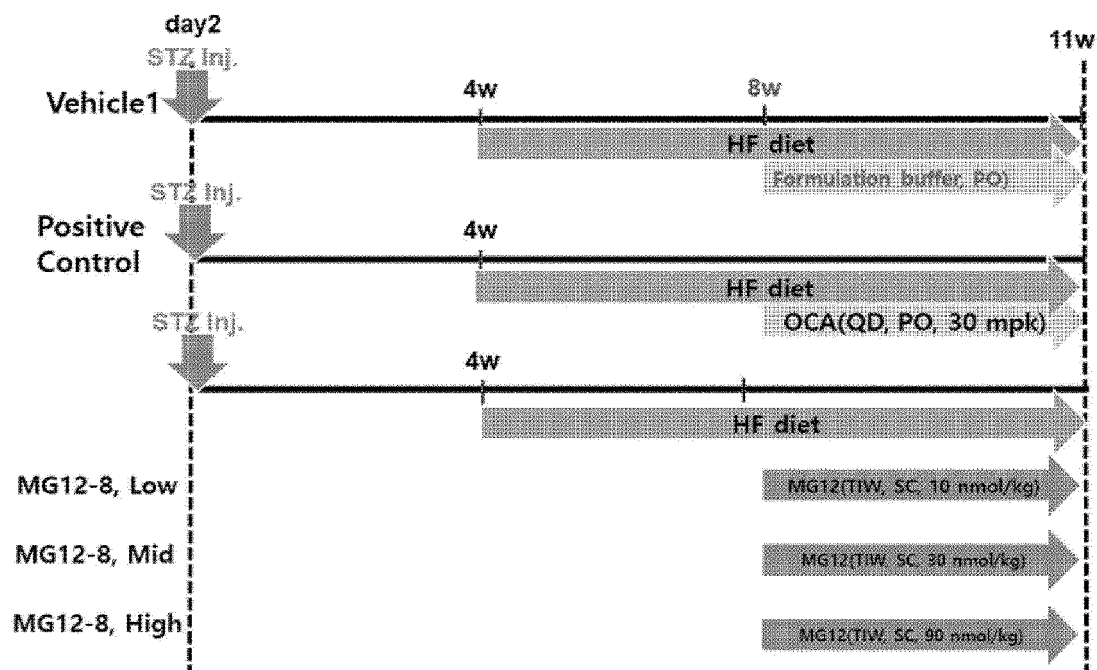 day2
STZ Inj.
11w
Vehicle1
4w
8w
HF diet
Formulation buffer, PO)
STZ Inj.
Positive
Control
4w
HF diet
OCA(QD, PO, 30 mpk)
STZ Inj.
4w
HF diet
MG12-8, Low
MG12(TIW, SC, 10 nmol/kg)
MG12-8, Mid
MG12(TIW, SC, 30 nmol/kg)
MG12-8, High
MG12(TIW, SC, 90 nmol/kg)